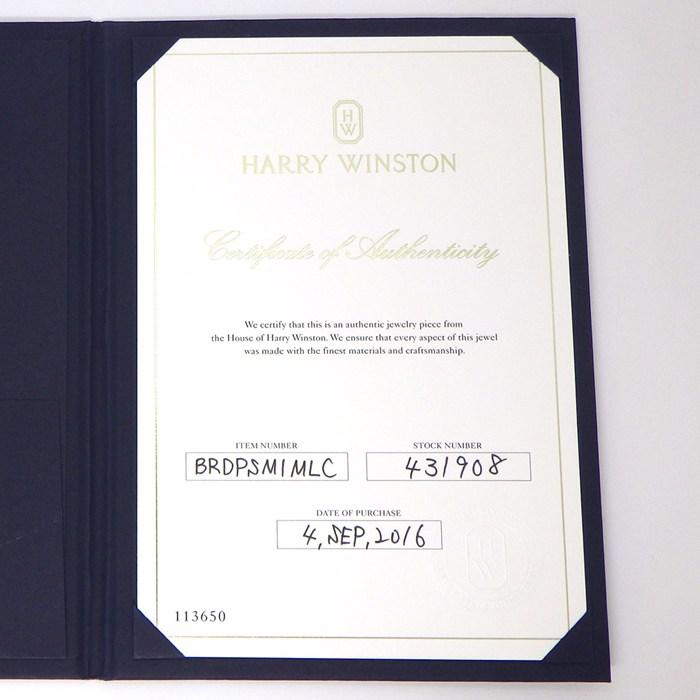 HW
HARRY WINSTON
Certificate of Authenticity
We certify that this is an authentic jewelry piece from
the House of Harry Winston. We ensure that every aspect of this jewel
was made with the finest materials and craftsmanship.
ITEM NUMBER STOCK NUMBER
BRDPSM1MLC 431908
DATE OF PURCHASE
4, SEP, 2016
HW
113650